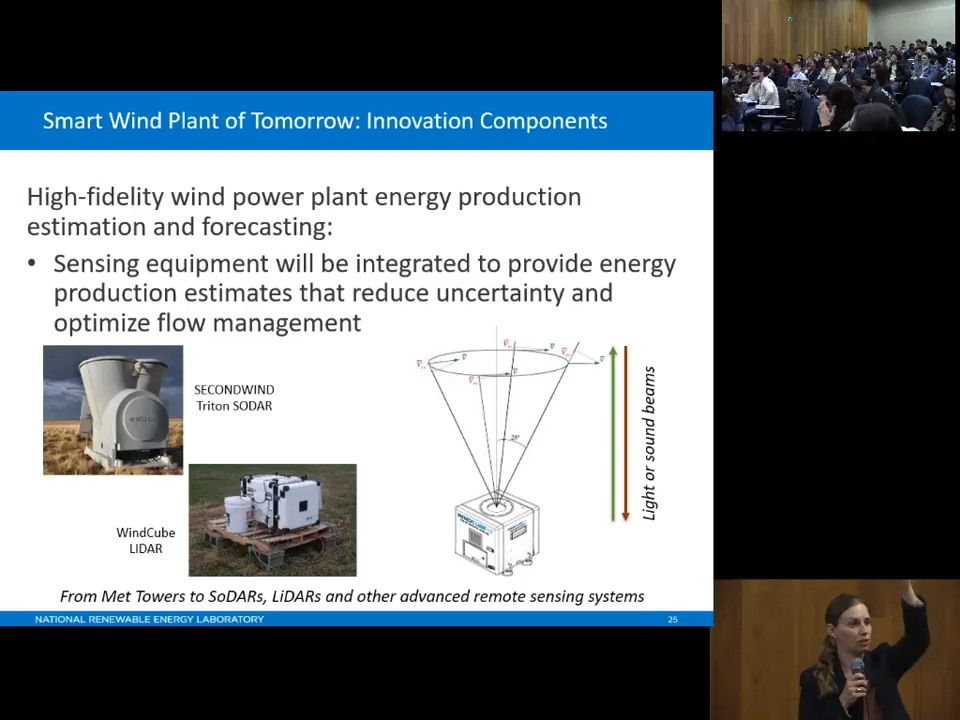 Smart Wind Plant of Tomorrow: Innovation Components
High-fidelity wind power plant energy production
estimation and forecasting:
• Sensing equipment will be integrated to provide energy
production estimates that reduce uncertainty and
optimize flow management
SECONDWIND
Triton SODAR
WindCube
LIDAR
WINDCUBE
28°
Light or sound beams
From Met Towers to SoDARs, LiDARs and other advanced remote sensing systems
NATIONAL RENEWABLE ENERGY LABORATORY
25